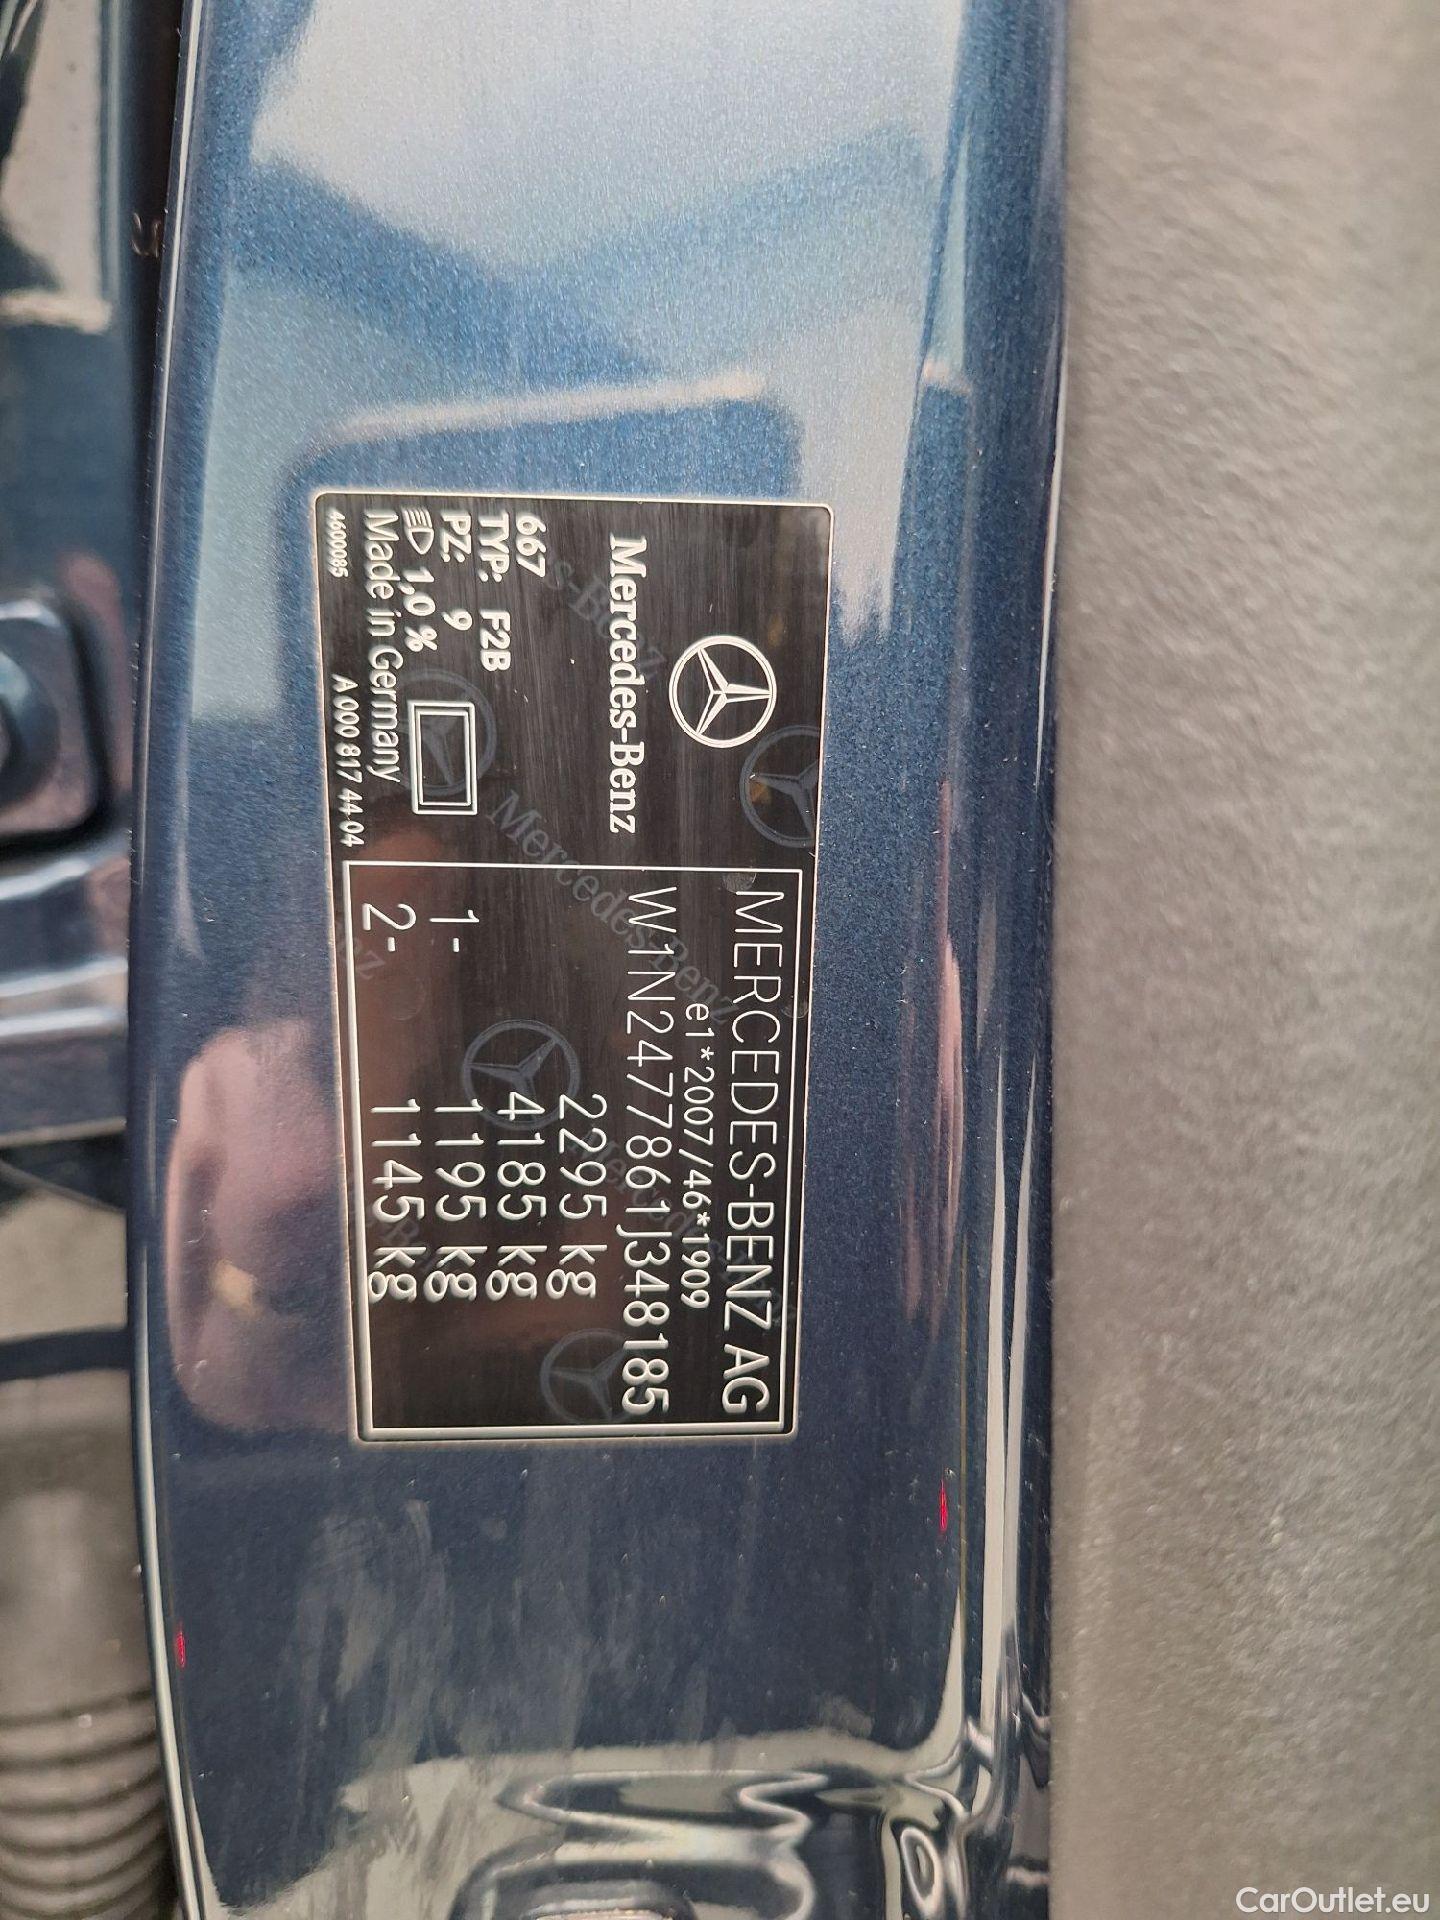 Mercedes-Benz
667
TYP: F2B
PZ: 9
1,0 %
Made in Germany
4600085 A 000 817 44 04
MERCEDES-BENZ AG
e1*2007/46*1909
W1N2477861J348185
2295 kg
4185 kg
1- 1195 kg
2- 1145 kg
CarOutlet.eu